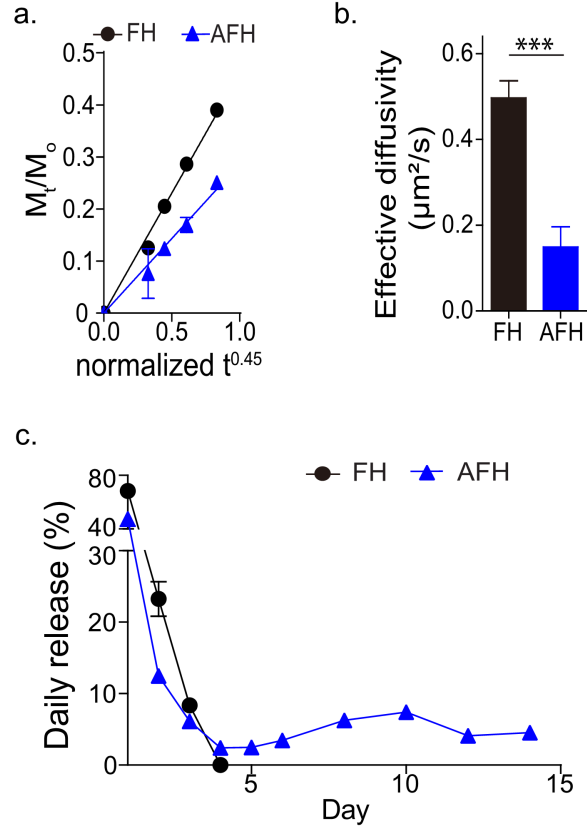 a.
FH AFH
0.5
0.4
0.3
0.2
0.1
0
Mt/Mo
0.0 0.5 1.0
normalized t^0.45
b.
***
0.6
0.4
0.2
0.0
Effective diffusivity
(μm²/s)
FH AFH
c.
FH AFH
80
40
30
20
10
0
Daily release (%)
5 10 15
Day